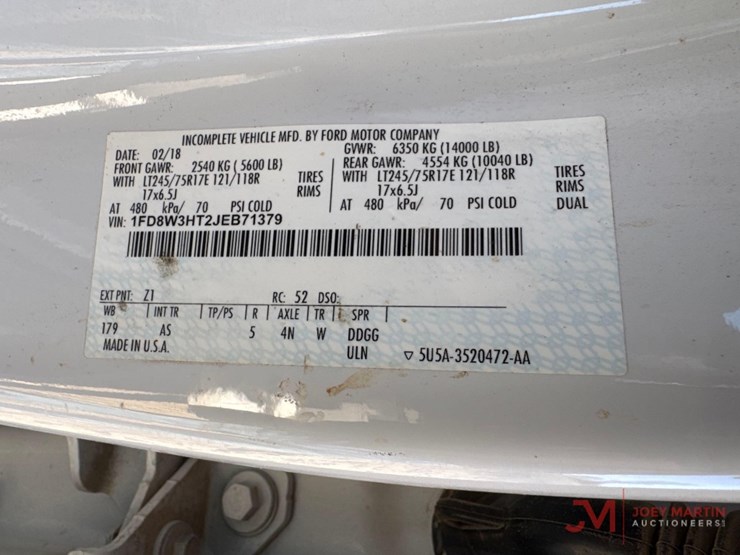 INCOMPLETE VEHICLE MFD. BY FORD MOTOR COMPANY
DATE: 02/18 GVWR: 6350 KG (14000 LB)
FRONT GAWR: 2540 KG ( 5600 LB) REAR GAWR: 4554 KG (10040 LB)
WITH LT245/75R17E 121/118R TIRES WITH LT245/75R17E 121/118R TIRES
17x6.5J RIMS 17x6.5J RIMS
AT 480 kPa/ 70 PSI COLD AT 480 kPa/ 70 PSI COLD DUAL
VIN: 1FD8W3HT2JEB71379
EXT PNT: Z1 RC: 52 DSO:
WB INT TR TP/PS R AXLE TR SPR
179 AS 5 4N W DDGG
MADE IN U.S.A. ULN ▽ 5U5A-3520472-AA
JM JOEY MARTIN
AUCTIONEERS LLC